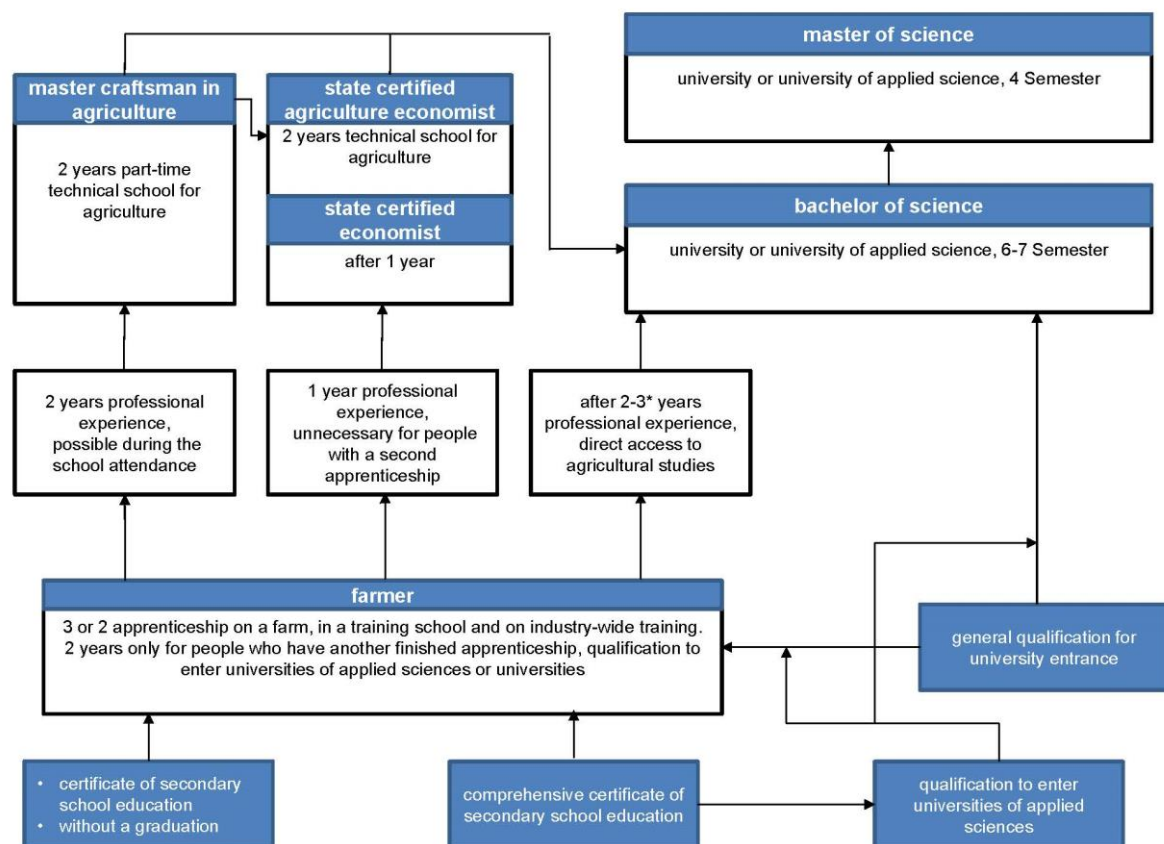 master of science
university or university of applied science, 4 Semester
master craftsman in
agriculture
2 years part-time
technical school for
agriculture
state certified
agriculture economist
2 years technical school for
agriculture
state certified
economist
after 1 year
bachelor of science
university or university of applied science, 6-7 Semester
2 years professional
experience,
possible during the
school attendance
1 year professional
experience,
unnecessary for people
with a second
apprenticeship
after 2-3* years
professional experience,
direct access to
agricultural studies
farmer
3 or 2 apprenticeship on a farm, in a training school and on industry-wide training.
2 years only for people who have another finished apprenticeship, qualification to
enter universities of applied sciences or universities
general qualification for
university entrance
• certificate of secondary
school education
• without a graduation
comprehensive certificate of
secondary school education
qualification to enter
universities of applied
sciences